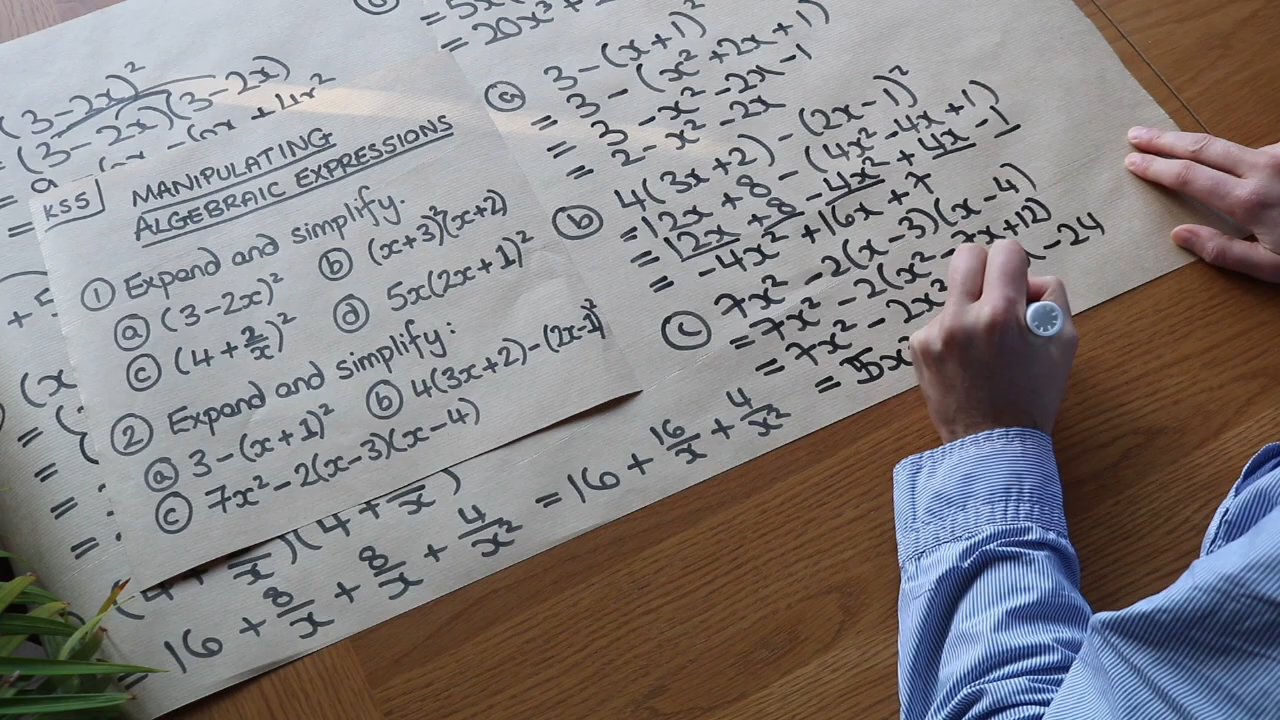 = 5x
= 20x³ +
(3-2x)²
= (3-2x)(3-2x)
KS5
MANIPULATING
ALGEBRAIC EXPRESSIONS
① Expand and simplify.
ⓐ (3-2x)²
ⓑ (x+3)²(x+2)
ⓒ (4+2/x)²
ⓓ 5x(2x+1)²
② Expand and simplify:
ⓐ 3-(x+1)²
ⓑ 4(3x+2)-(2x-1)²
ⓒ 7x²-2(x-3)(x-4)
+ 5
(x
16 + 8/x + 8/x + 4/x² = 16 + 16/x + 4/x²
ⓐ 3-(x+1)²
= 3-(x²+2x+1)
= 3-x²-2x-1
= 2-x²-2x
ⓑ 4(3x+2)-(2x-1)²
= 12x+8-(4x²-4x+1)
= 12x+8-4x²+4x-1
= -4x²+16x+7
ⓒ 7x²-2(x-3)(x-4)
= 7x²-2(x²-7x+12)
= 7x²-2x² -24
= 5x²